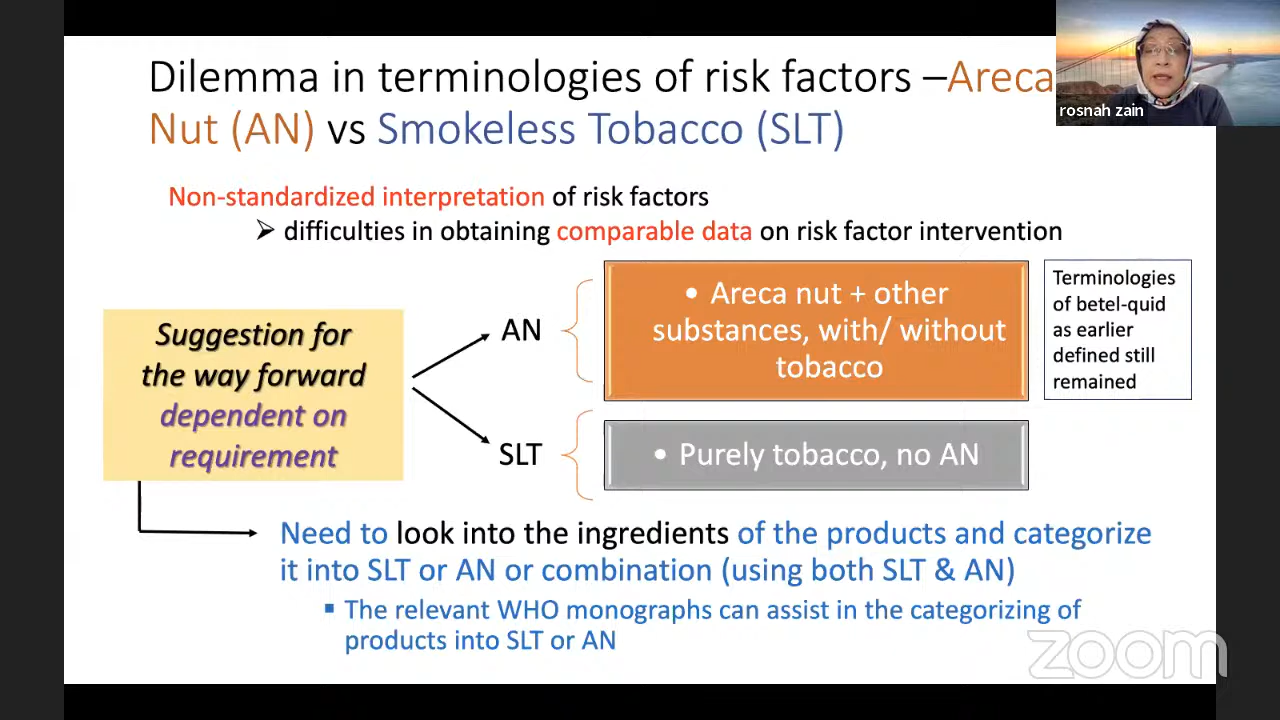 Dilemma in terminologies of risk factors –Areca
Nut (AN) vs Smokeless Tobacco (SLT)
rosnah zain
Non-standardized interpretation of risk factors
➢ difficulties in obtaining comparable data on risk factor intervention
Suggestion for
the way forward
dependent on
requirement
AN
• Areca nut + other
substances, with/ without
tobacco
Terminologies
of betel-quid
as earlier
defined still
remained
SLT
• Purely tobacco, no AN
Need to look into the ingredients of the products and categorize
it into SLT or AN or combination (using both SLT & AN)
▪ The relevant WHO monographs can assist in the categorizing of
products into SLT or AN
zoom